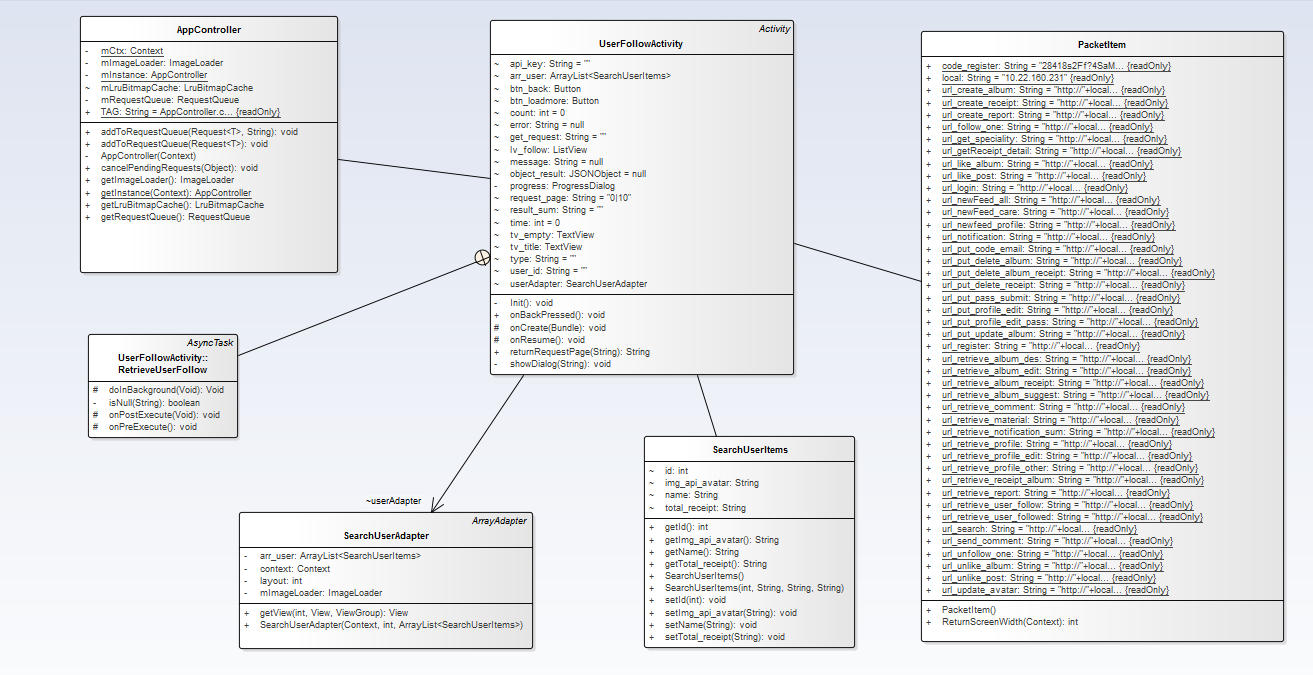 AppController
- mCtx: Context
- mImageLoader: ImageLoader
- mInstance: AppController
~ mLruBitmapCache: LruBitmapCache
- mRequestQueue: RequestQueue
+ TAG: String = AppController.c... {readOnly}
+ addToRequestQueue(Request<T>, String): void
+ addToRequestQueue(Request<T>): void
- AppController(Context)
+ cancelPendingRequests(Object): void
+ getImageLoader(): ImageLoader
+ getInstance(Context): AppController
+ getLruBitmapCache(): LruBitmapCache
+ getRequestQueue(): RequestQueue
Activity
UserFollowActivity
~ api_key: String = ""
~ arr_user: ArrayList<SearchUserItems>
~ btn_back: Button
~ btn_loadmore: Button
~ count: int = 0
~ error: String = null
~ get_request: String = ""
~ lv_follow: ListView
~ message: String = null
~ object_result: JSONObject = null
- progress: ProgressDialog
~ request_page: String = "0|10"
~ result_sum: String = ""
~ time: int = 0
~ tv_empty: TextView
~ tv_title: TextView
~ type: String = ""
~ user_id: String = ""
~ userAdapter: SearchUserAdapter
- Init(): void
+ onBackPressed(): void
# onCreate(Bundle): void
# onResume(): void
+ returnRequestPage(String): String
- showDialog(String): void
PacketItem
+ code_register: String = "28418s2Ff?4SaM... {readOnly}
+ local: String = "10.22.160.231" {readOnly}
+ url_create_album: String = "http://"+local... {readOnly}
+ url_create_receipt: String = "http://"+local... {readOnly}
+ url_create_report: String = "http://"+local... {readOnly}
+ url_follow_one: String = "http://"+local... {readOnly}
+ url_get_speciality: String = "http://"+local... {readOnly}
+ url_getReceipt_detail: String = "http://"+local... {readOnly}
+ url_like_album: String = "http://"+local... {readOnly}
+ url_like_post: String = "http://"+local... {readOnly}
+ url_login: String = "http://"+local... {readOnly}
+ url_newFeed_all: String = "http://"+local... {readOnly}
+ url_newFeed_care: String = "http://"+local... {readOnly}
+ url_newfeed_profile: String = "http://"+local... {readOnly}
+ url_notification: String = "http://"+local... {readOnly}
+ url_put_code_email: String = "http://"+local... {readOnly}
+ url_put_delete_album: String = "http://"+local... {readOnly}
+ url_put_delete_album_receipt: String = "http://"+local... {readOnly}
+ url_put_delete_receipt: String = "http://"+local... {readOnly}
+ url_put_pass_submit: String = "http://"+local... {readOnly}
+ url_put_profile_edit: String = "http://"+local... {readOnly}
+ url_put_profile_edit_pass: String = "http://"+local... {readOnly}
+ url_put_update_album: String = "http://"+local... {readOnly}
+ url_register: String = "http://"+local... {readOnly}
+ url_retrieve_album_des: String = "http://"+local... {readOnly}
+ url_retrieve_album_edit: String = "http://"+local... {readOnly}
+ url_retrieve_album_receipt: String = "http://"+local... {readOnly}
+ url_retrieve_album_suggest: String = "http://"+local... {readOnly}
+ url_retrieve_comment: String = "http://"+local... {readOnly}
+ url_retrieve_material: String = "http://"+local... {readOnly}
+ url_retrieve_notification_sum: String = "http://"+local... {readOnly}
+ url_retrieve_profile: String = "http://"+local... {readOnly}
+ url_retrieve_profile_edit: String = "http://"+local... {readOnly}
+ url_retrieve_profile_other: String = "http://"+local... {readOnly}
+ url_retrieve_receipt_album: String = "http://"+local... {readOnly}
+ url_retrieve_report: String = "http://"+local... {readOnly}
+ url_retrieve_user_follow: String = "http://"+local... {readOnly}
+ url_retrieve_user_followed: String = "http://"+local... {readOnly}
+ url_search: String = "http://"+local... {readOnly}
+ url_send_comment: String = "http://"+local... {readOnly}
+ url_unfollow_one: String = "http://"+local... {readOnly}
+ url_unlike_album: String = "http://"+local... {readOnly}
+ url_unlike_post: String = "http://"+local... {readOnly}
+ url_update_avatar: String = "http://"+local... {readOnly}
+ PacketItem()
+ ReturnScreenWidth(Context): int
AsyncTask
UserFollowActivity::
RetrieveUserFollow
# doInBackground(Void): Void
- isNull(String): boolean
# onPostExecute(Void): void
# onPreExecute(): void
~userAdapter
ArrayAdapter
SearchUserAdapter
- arr_user: ArrayList<SearchUserItems>
- context: Context
- layout: int
- mImageLoader: ImageLoader
+ getView(int, View, ViewGroup): View
+ SearchUserAdapter(Context, int, ArrayList<SearchUserItems>)
SearchUserItems
~ id: int
~ img_api_avatar: String
~ name: String
~ total_receipt: String
+ getId(): int
+ getImg_api_avatar(): String
+ getName(): String
+ getTotal_receipt(): String
+ SearchUserItems()
+ SearchUserItems(int, String, String, String)
+ setId(int): void
+ setImg_api_avatar(String): void
+ setName(String): void
+ setTotal_receipt(String): void